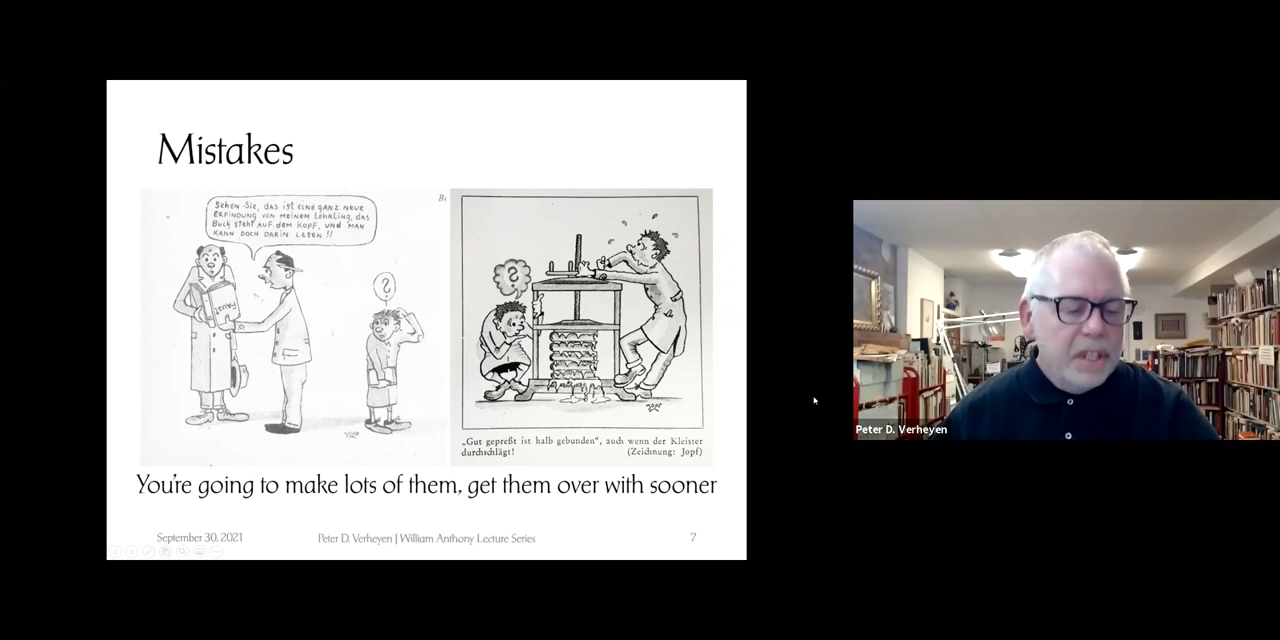 Mistakes
Sehen Sie, das ist eine ganz neue
Erfindung von meinem Lehrling, das
Buch steht auf dem Kopf, und man
kann doch darin lesen!!
FAUST
?
?
„Gut gepreßt ist halb gebunden“, auch wenn der Kleister
durchschlägt! (Zeichnung: Jopf)
You're going to make lots of them, get them over with sooner
September 30, 2021
Peter D. Verheyen | William Anthony Lecture Series
7
Peter D. Verheyen